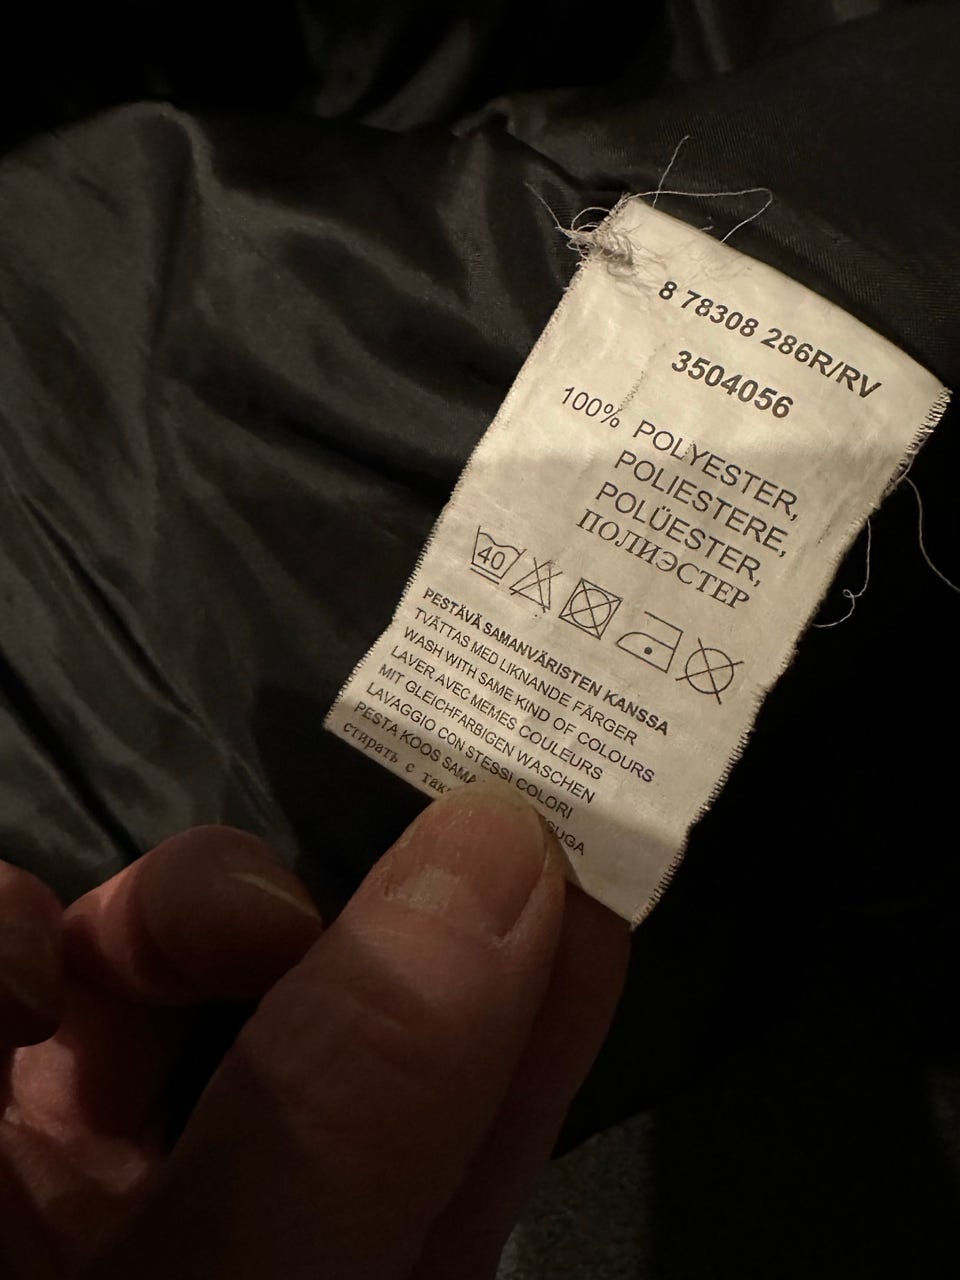 8 78308 286R/RV
3504056
100% POLYESTER,
POLIESTERE,
POLÜESTER,
ПОЛИЭСТЕР
40
PESTÄVÄ SAMANVÄRISTEN KANSSA
TVÄTTAS MED LIKNANDE FÄRGER
WASH WITH SAME KIND OF COLOURS
LAVER AVEC MEMES COULEURS
MIT GLEICHFARBIGEN WASCHEN
LAVAGGIO CON STESSI COLORI
PESTA KOOS
стирать с